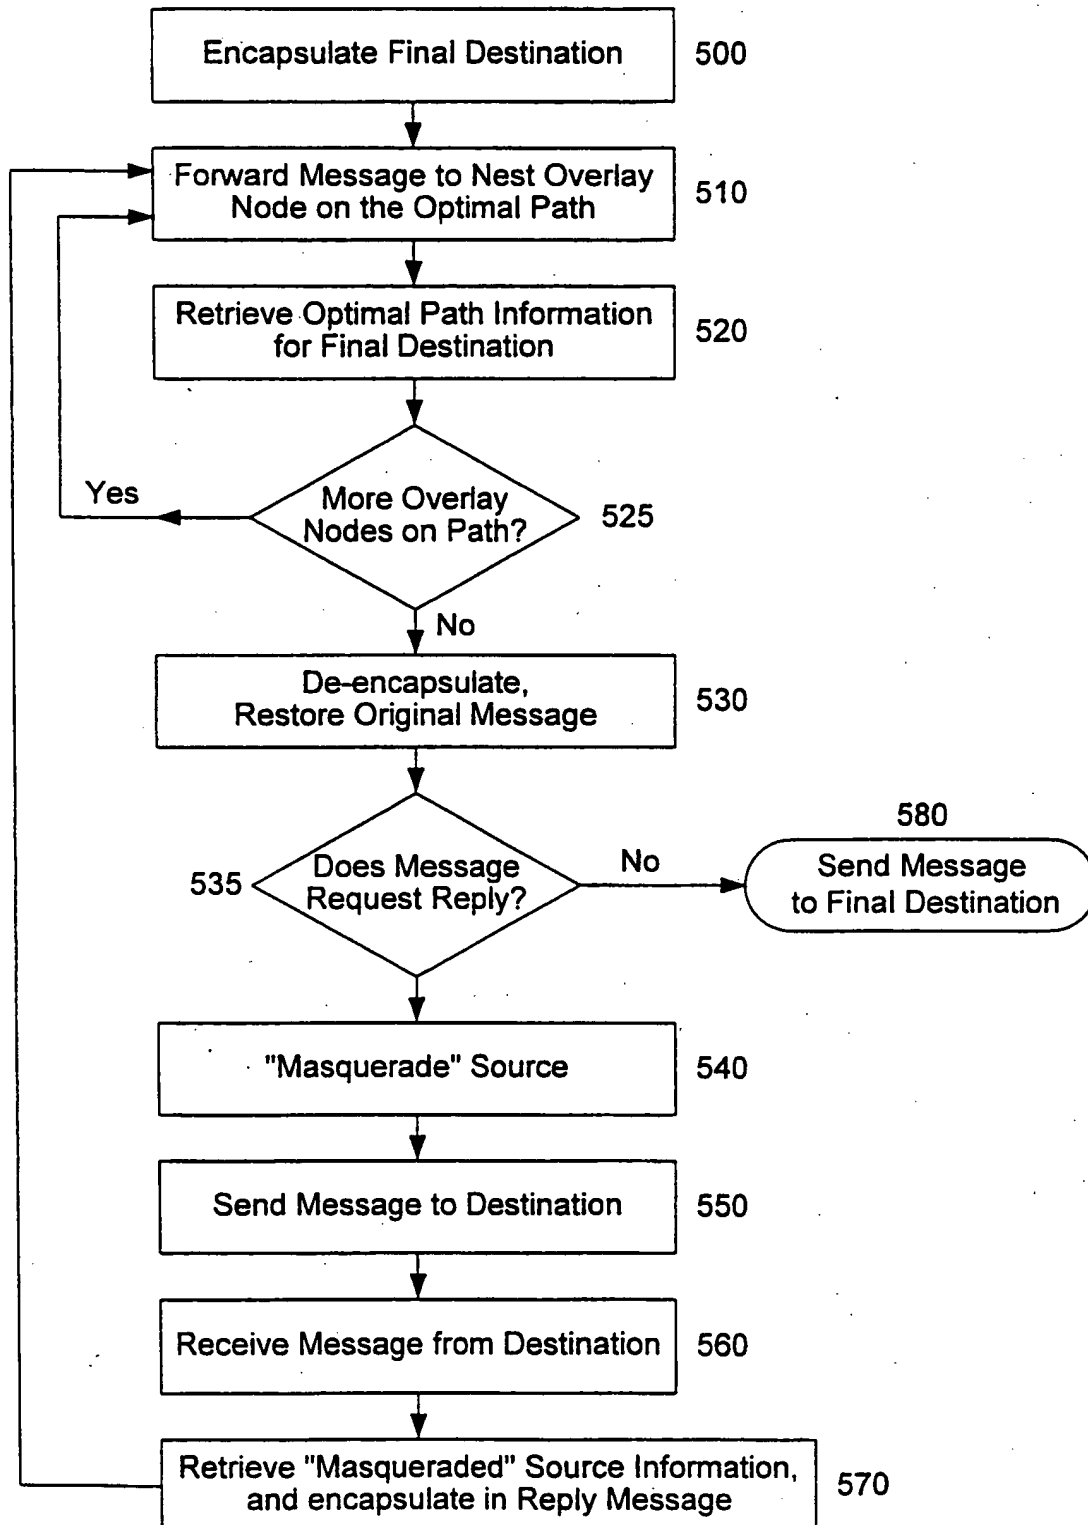 Encapsulate Final Destination
500
Forward Message to Nest Overlay
Node on the Optimal Path
510
Retrieve Optimal Path Information
for Final Destination
520
Yes
More Overlay
Nodes on Path?
525
No
De-encapsulate,
Restore Original Message
530
535
Does Message
Request Reply?
No
580
Send Message
to Final Destination
"Masquerade" Source
540
Send Message to Destination
550
Receive Message from Destination
560
Retrieve "Masqueraded" Source Information,
and encapsulate in Reply Message
570